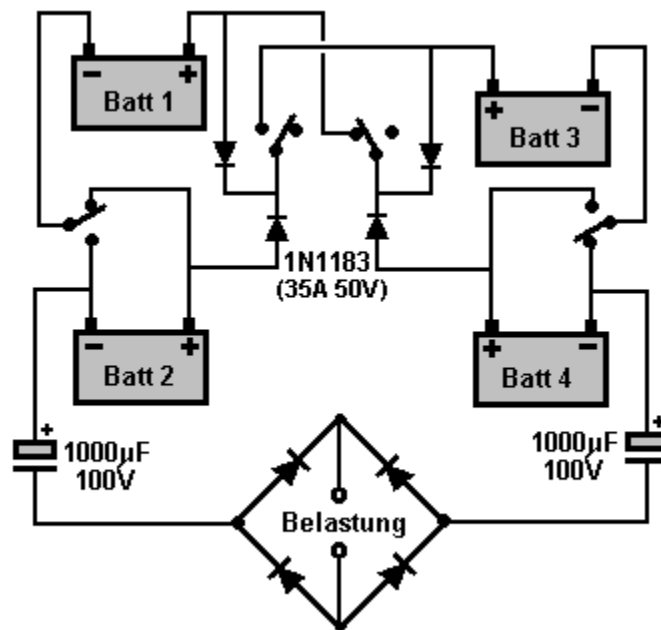 - +
Batt 1
+ -
Batt 3
1N1183
(35A 50V)
- +
Batt 2
+ -
Batt 4
+
1000µF
100V
+
1000µF
100V
Belastung